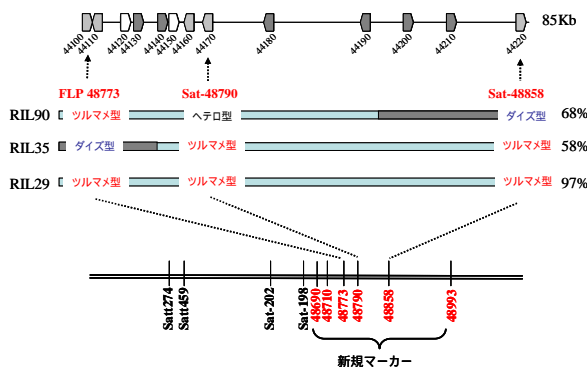 85Kb
44100 44110 44120 44130 44140 44150 44160 44170 44180 44190 44200 44210 44220
FLP 48773 Sat-48790 Sat-48858
RIL90 ツルマメ型 ヘテロ型 ダイズ型 68%
RIL35 ダイズ型 ツルマメ型 ツルマメ型 58%
RIL29 ツルマメ型 ツルマメ型 ツルマメ型 97%
Satt274 Satt459 Sat-202 Sat-198 48690 48710 48773 48790 48858 48993
新規マーカー